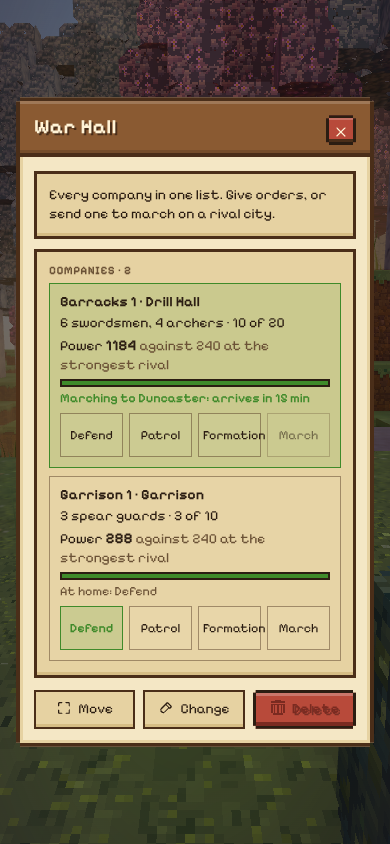 War Hall
Every company in one list. Give orders, or
send one to march on a rival city.
COMPANIES · 2
Barracks 1 · Drill Hall
6 swordsmen, 4 archers · 10 of 20
Power 1184 against 240 at the
strongest rival
Marching to Duncaster: arrives in 18 min
Defend Patrol Formation March
Garrison 1 · Garrison
3 spear guards · 3 of 10
Power 288 against 240 at the
strongest rival
At home: Defend
Defend Patrol Formation March
Move Change Delete